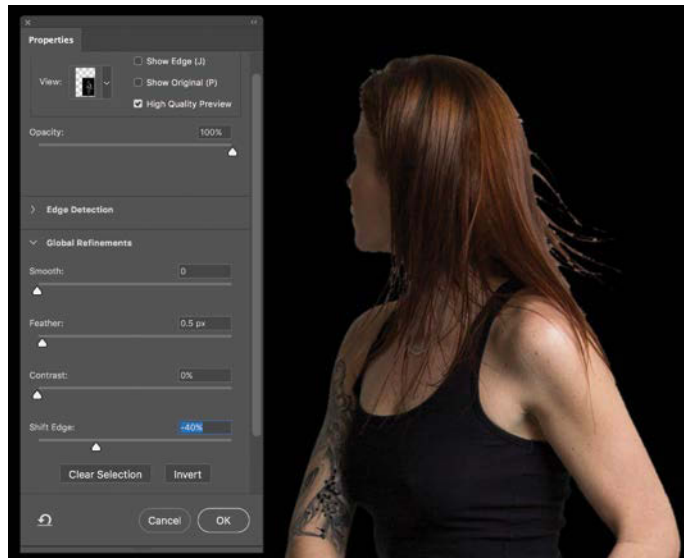 Properties
Show Edge (J)
View:
Show Original (P)
High Quality Preview
Opacity:
100%
Edge Detection
Global Refinements
Smooth:
0
Feather:
0.5 px
Contrast:
0%
Shift Edge:
-40%
Clear Selection
Invert
Cancel
OK